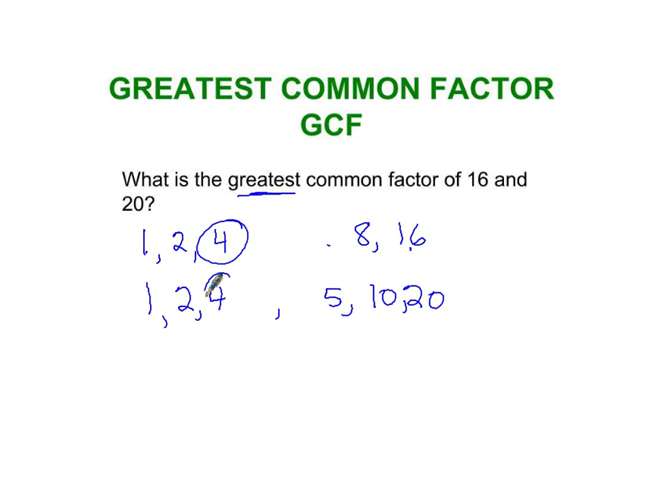 GREATEST COMMON FACTOR
GCF
What is the greatest common factor of 16 and
20?
1, 2, 4 . 8, 16
1, 2, 4 , 5, 10, 20